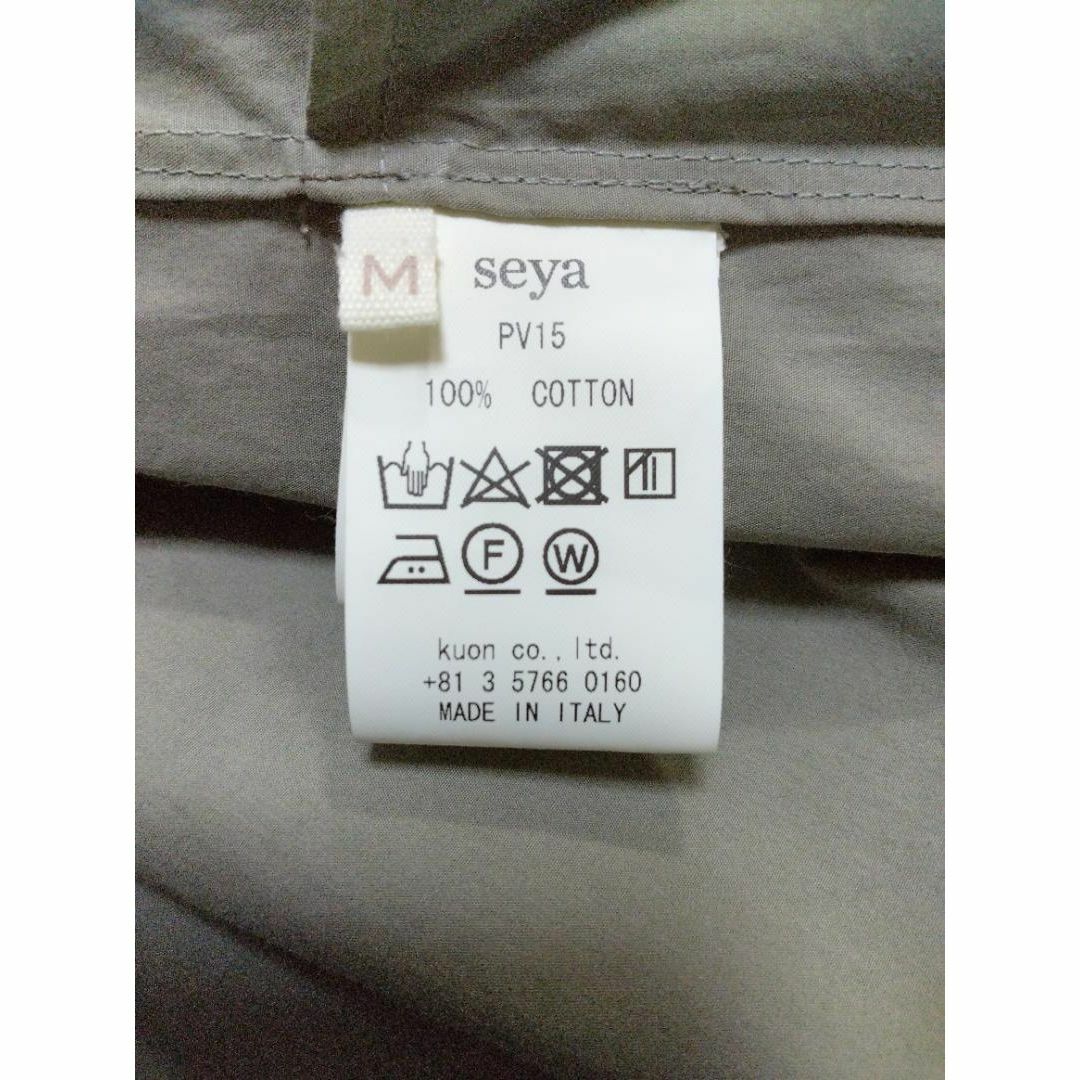 M
seya
PV15
100% COTTON
F W
kuon co.,ltd.
+81 3 5766 0160
MADE IN ITALY